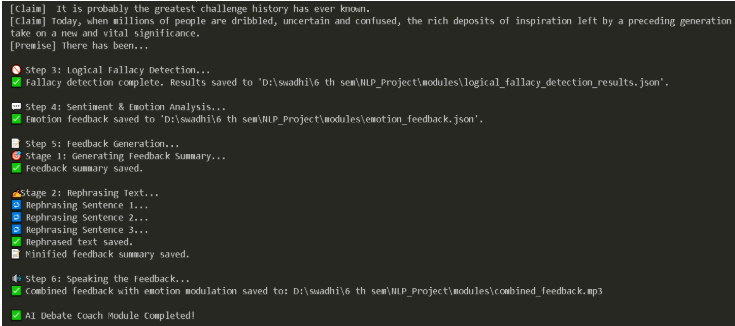 [Claim]  It is probably the greatest challenge history has ever known.
[Claim] Today, when millions of people are dribbled, uncertain and confused, the rich deposits of inspiration left by a preceding generation
take on a new and vital significance.
[Premise] There has been...
🚫 Step 3: Logical Fallacy Detection...
✅ Fallacy detection complete. Results saved to 'D:\swadhi\6 th sem\NLP_Project\modules\logical_fallacy_detection_results.json'.
💬 Step 4: Sentiment & Emotion Analysis...
✅ Emotion feedback saved to 'D:\swadhi\6 th sem\NLP_Project\modules\emotion_feedback.json'.
📝 Step 5: Feedback Generation...
🎯 Stage 1: Generating Feedback Summary...
✅ Feedback summary saved.
✍Stage 2: Rephrasing Text...
🔁 Rephrasing Sentence 1...
🔁 Rephrasing Sentence 2...
🔁 Rephrasing Sentence 3...
✅ Rephrased text saved.
📝 Minified feedback summary saved.
🔊 Step 6: Speaking the Feedback...
✅ Combined feedback with emotion modulation saved to: D:\swadhi\6 th sem\NLP_Project\modules\combined_feedback.mp3
✅ AI Debate Coach Module Completed!